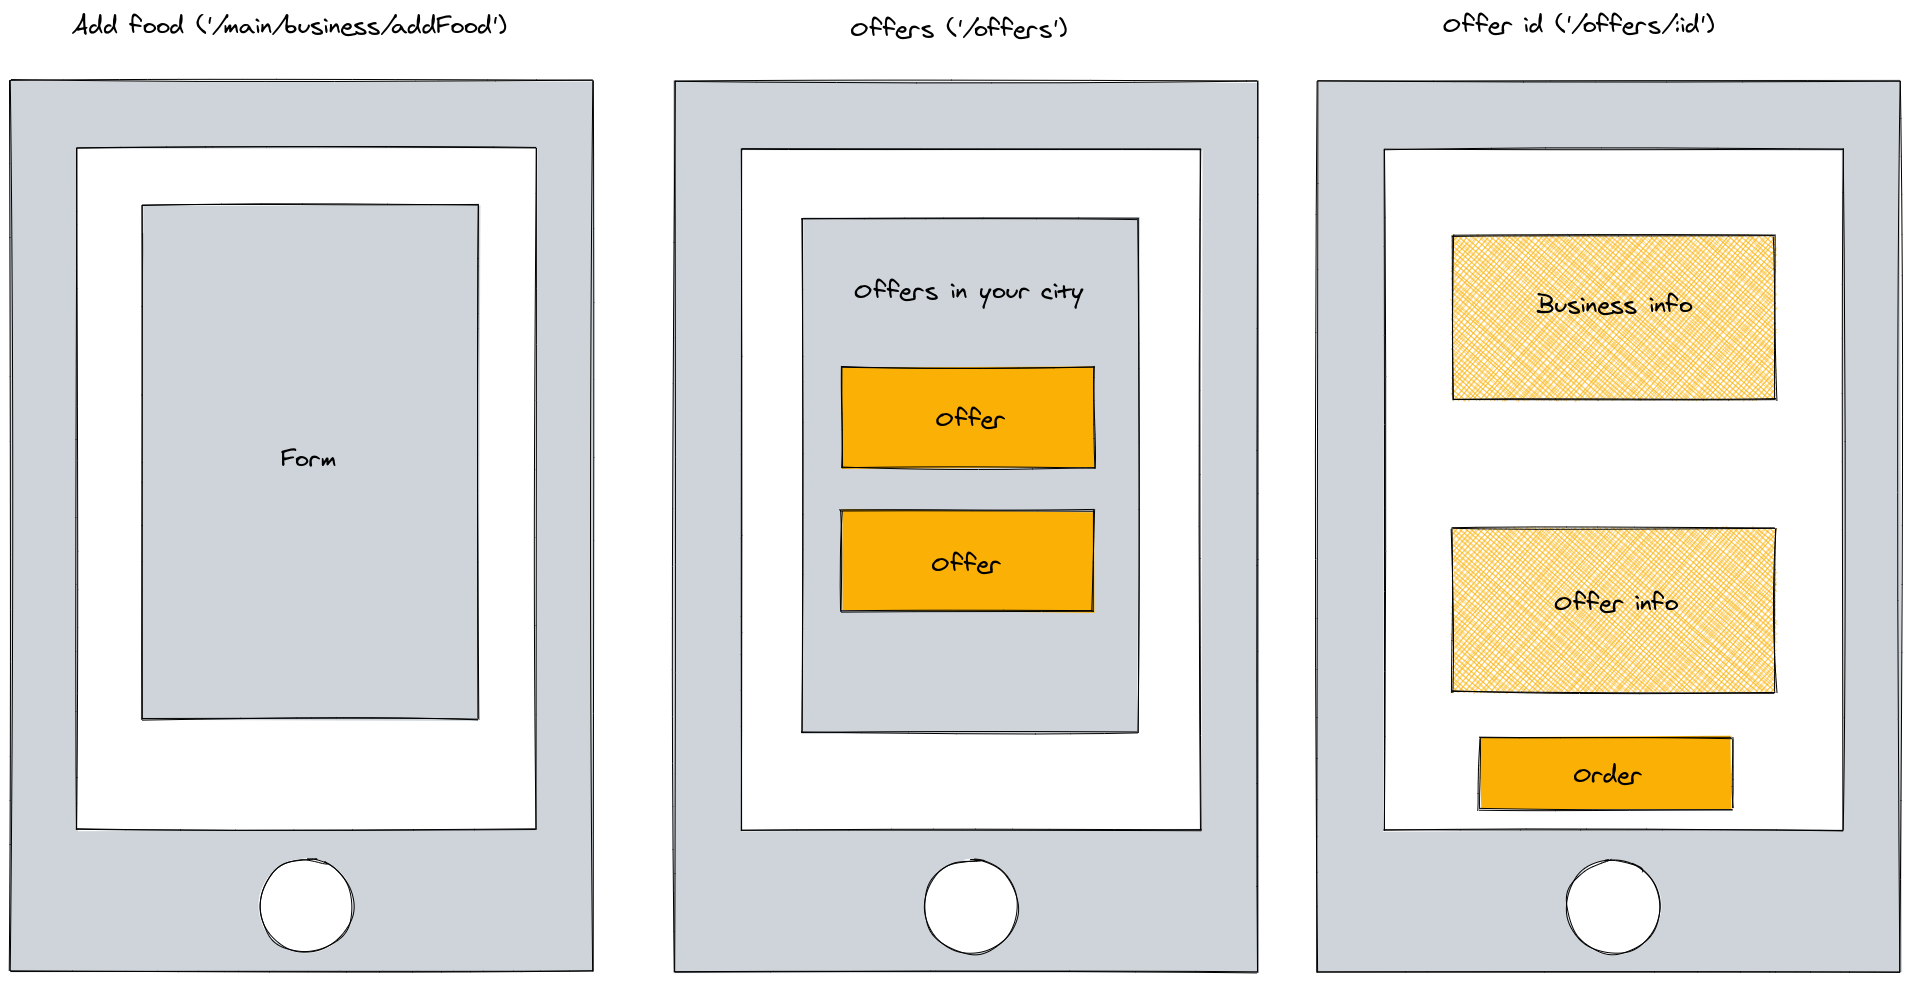 Add food ('/main/business/addFood')
Form
Offers ('/offers')
Offers in your city
Offer
Offer
Offer id ('/offers/:id')
Business info
Offer info
Order